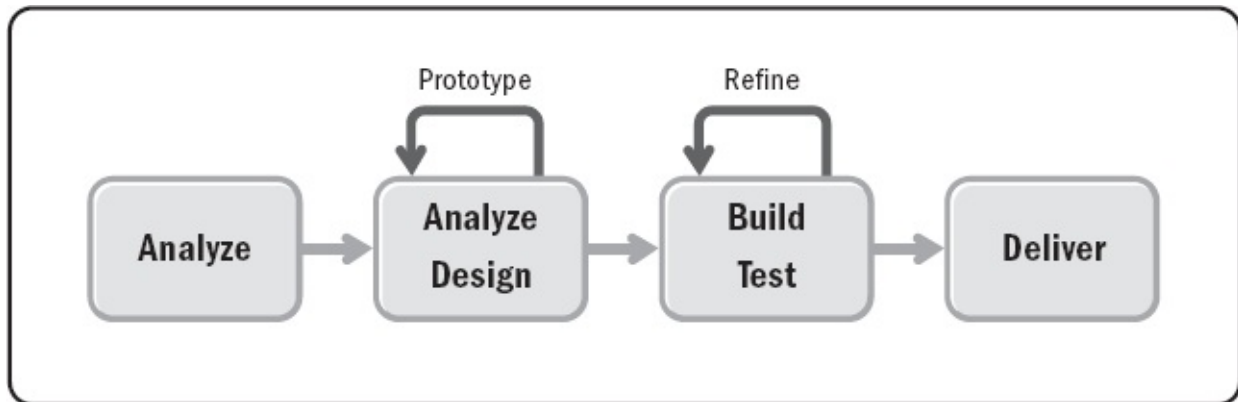 Prototype
Refine
Analyze
Analyze
Design
Build
Test
Deliver